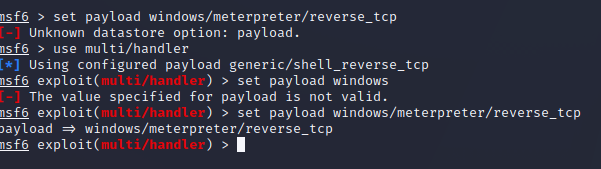 msf6 > set payload windows/meterpreter/reverse_tcp
[-] Unknown datastore option: payload.
msf6 > use multi/handler
[*] Using configured payload generic/shell_reverse_tcp
msf6 exploit(multi/handler) > set payload windows
[-] The value specified for payload is not valid.
msf6 exploit(multi/handler) > set payload windows/meterpreter/reverse_tcp
payload => windows/meterpreter/reverse_tcp
msf6 exploit(multi/handler) >